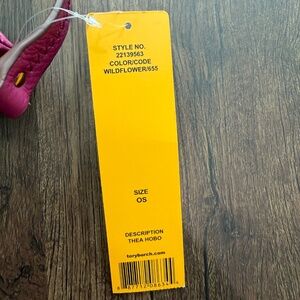 STYLE NO.
22139563
COLOR/CODE
WILDFLOWER/655
SIZE
OS
DESCRIPTION
THEA HOBO
toryburch.com